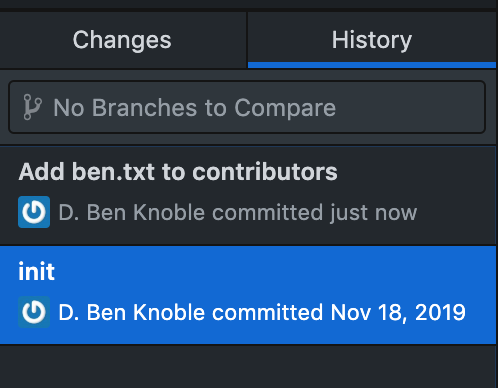 Changes
History
No Branches to Compare
Add ben.txt to contributors
D. Ben Knoble committed just now
init
D. Ben Knoble committed Nov 18, 2019